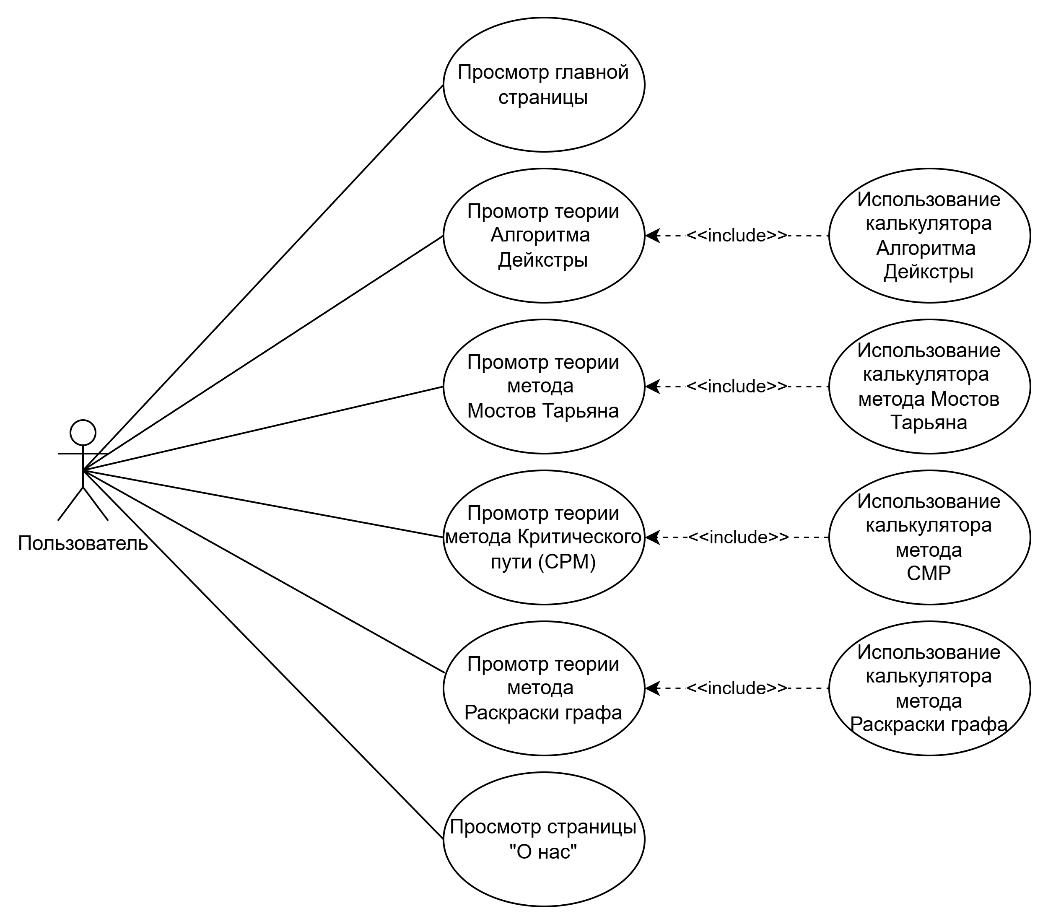 Просмотр главной
страницы
Промотр теории
Алгоритма
Дейкстры
<<include>>
Использование
калькулятора
Алгоритма
Дейкстры
Промотр теории
метода
Мостов Тарьяна
<<include>>
Использование
калькулятора
метода Мостов
Тарьяна
Пользователь
Промотр теории
метода Критического
пути (CPM)
<<include>>
Использование
калькулятора
метода
CMP
Промотр теории
метода
Раскраски графа
<<include>>
Использование
калькулятора
метода
Раскраски графа
Просмотр страницы
"О нас"